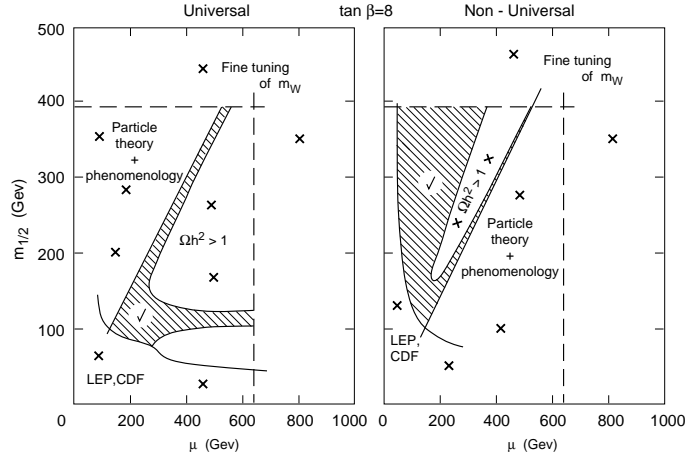 Universal
tan β=8
Non - Universal
500
400
300
200
100
0
m1/2 (Gev)
Fine tuning
of mW
Particle
theory
+
phenomenology
Ωh² > 1
✓
LEP,CDF
200
400
600
800
1000
μ (Gev)
Fine tuning
of mW
Ωh² > 1
✓
Particle
theory
+
phenomenology
LEP,
CDF
0
200
400
600
800
1000
μ (Gev)